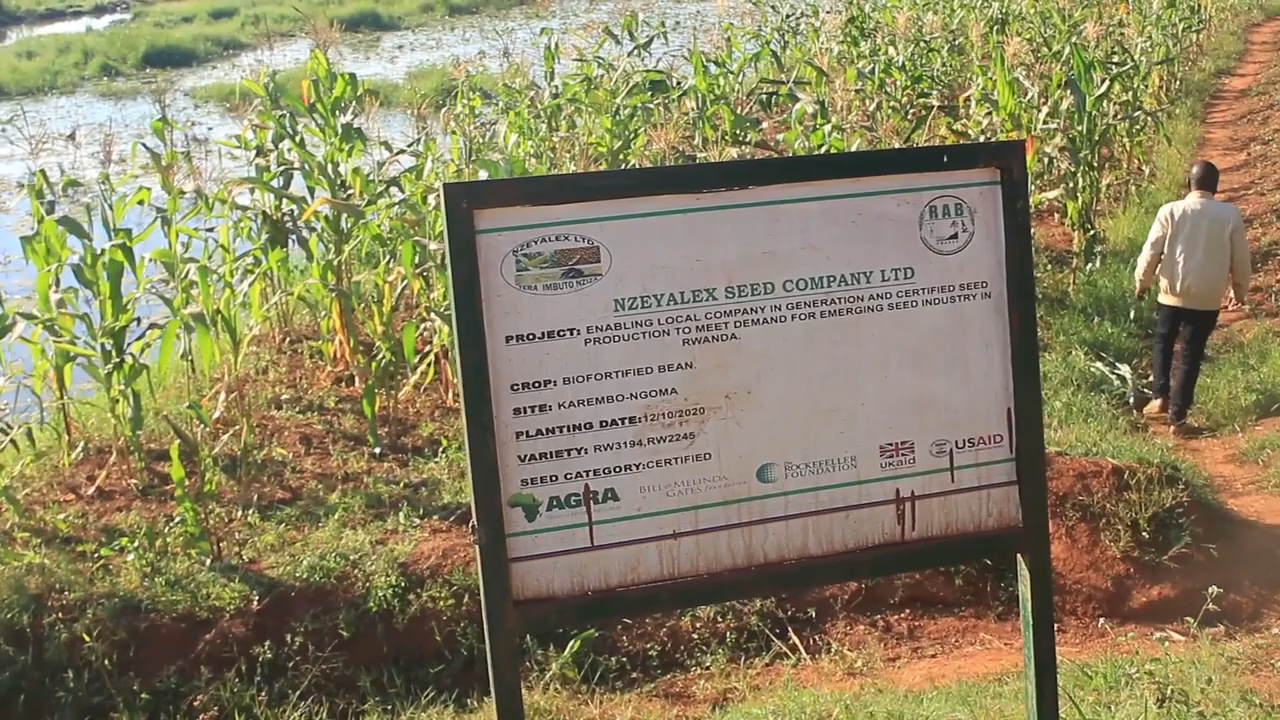 NZEYALEX LTD
TERA IMBUTO NZIZA
RAB
NZEYALEX SEED COMPANY LTD
PROJECT: ENABLING LOCAL COMPANY IN GENERATION AND CERTIFIED SEED
PRODUCTION TO MEET DEMAND FOR EMERGING SEED INDUSTRY IN
RWANDA.
CROP: BIOFORTIFIED BEAN.
SITE: KAREMBO-NGOMA
PLANTING DATE:12/10/2020
VARIETY: RW3194,RW2245
SEED CATEGORY:CERTIFIED
AGRA
BILL & MELINDA
GATES foundation
The
ROCKEFELLER
FOUNDATION
UKaid
USAID